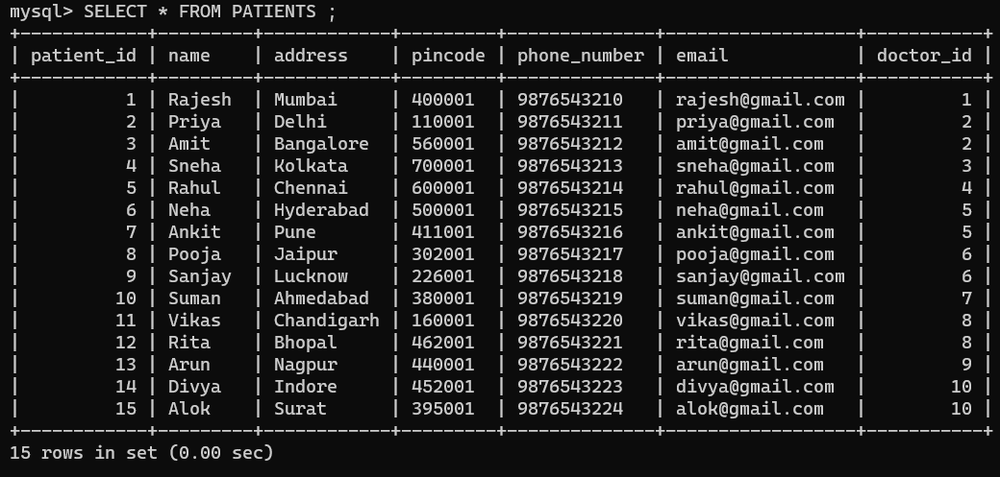 mysql> SELECT * FROM PATIENTS ;
+------------+---------+------------+---------+--------------+------------------+-----------+
| patient_id | name    | address    | pincode | phone_number | email            | doctor_id |
+------------+---------+------------+---------+--------------+------------------+-----------+
|          1 | Rajesh  | Mumbai     | 400001  | 9876543210   | rajesh@gmail.com |         1 |
|          2 | Priya   | Delhi      | 110001  | 9876543211   | priya@gmail.com  |         2 |
|          3 | Amit    | Bangalore  | 560001  | 9876543212   | amit@gmail.com   |         2 |
|          4 | Sneha   | Kolkata    | 700001  | 9876543213   | sneha@gmail.com  |         3 |
|          5 | Rahul   | Chennai    | 600001  | 9876543214   | rahul@gmail.com  |         4 |
|          6 | Neha    | Hyderabad  | 500001  | 9876543215   | neha@gmail.com   |         5 |
|          7 | Ankit   | Pune       | 411001  | 9876543216   | ankit@gmail.com  |         5 |
|          8 | Pooja   | Jaipur     | 302001  | 9876543217   | pooja@gmail.com  |         6 |
|          9 | Sanjay  | Lucknow    | 226001  | 9876543218   | sanjay@gmail.com |         6 |
|         10 | Suman   | Ahmedabad  | 380001  | 9876543219   | suman@gmail.com  |         7 |
|         11 | Vikas   | Chandigarh | 160001  | 9876543220   | vikas@gmail.com  |         8 |
|         12 | Rita    | Bhopal     | 462001  | 9876543221   | rita@gmail.com   |         8 |
|         13 | Arun    | Nagpur     | 440001  | 9876543222   | arun@gmail.com   |         9 |
|         14 | Divya   | Indore     | 452001  | 9876543223   | divya@gmail.com  |        10 |
|         15 | Alok    | Surat      | 395001  | 9876543224   | alok@gmail.com   |        10 |
+------------+---------+------------+---------+--------------+------------------+-----------+
15 rows in set (0.00 sec)